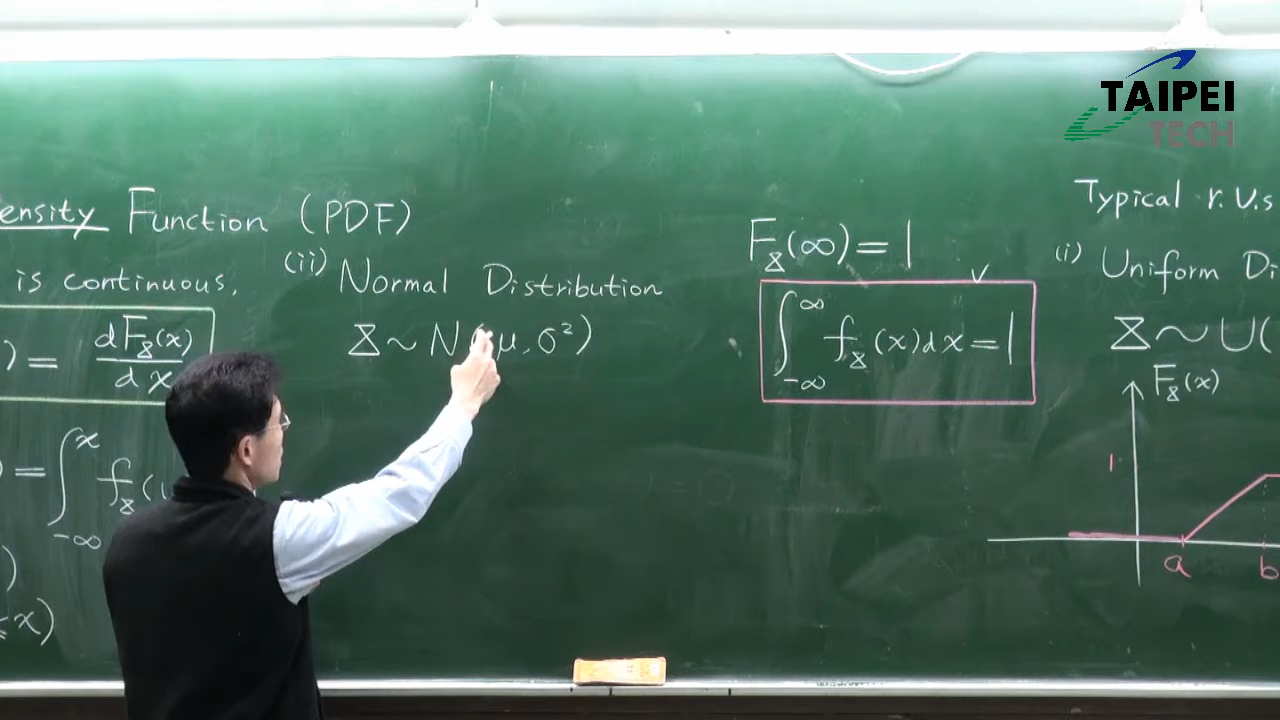 ensity Function (PDF)
is continuous.
) = dF_X(x)/dx
) = ∫_{-∞}^{x} f_X(
)
≤ x)
(ii) Normal Distribution
X ~ N(μ, σ²)
F_X(∞) = 1
∫_{-∞}^{∞} f_X(x)dx = 1
Typical r.v.s
(i) Uniform Di
X ~ U(
F_X(x)
1
a
b
TAIPEI
TECH